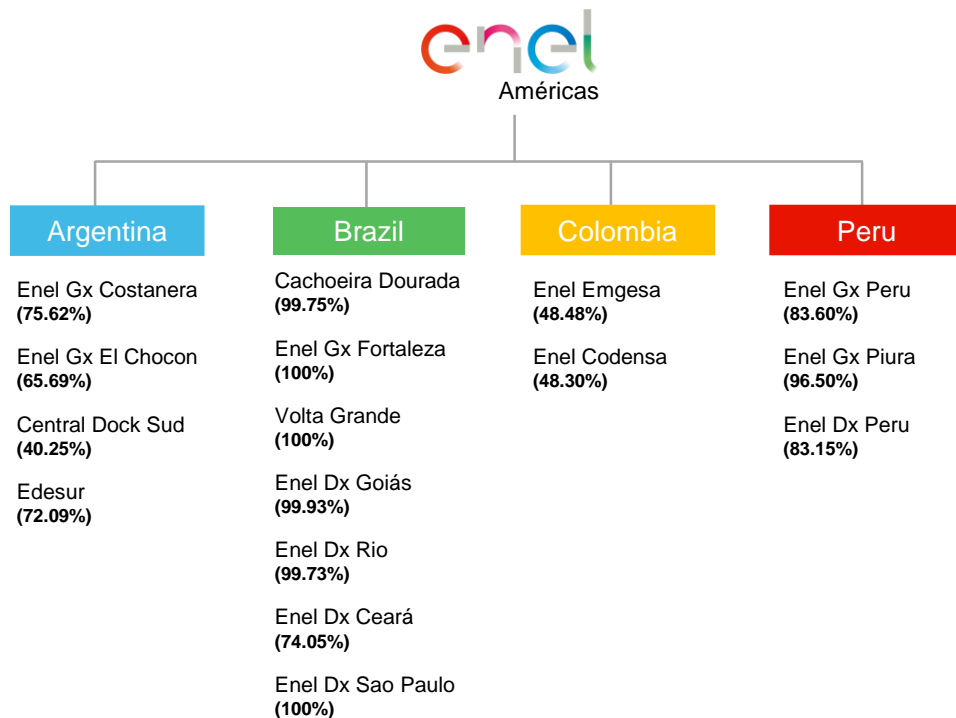 enel
Américas
Argentina
Enel Gx Costanera
(75.62%)
Enel Gx El Chocon
(65.69%)
Central Dock Sud
(40.25%)
Edesur
(72.09%)
Brazil
Cachoeira Dourada
(99.75%)
Enel Gx Fortaleza
(100%)
Volta Grande
(100%)
Enel Dx Goiás
(99.93%)
Enel Dx Rio
(99.73%)
Enel Dx Ceará
(74.05%)
Enel Dx Sao Paulo
(100%)
Colombia
Enel Emgesa
(48.48%)
Enel Codensa
(48.30%)
Peru
Enel Gx Peru
(83.60%)
Enel Gx Piura
(96.50%)
Enel Dx Peru
(83.15%)